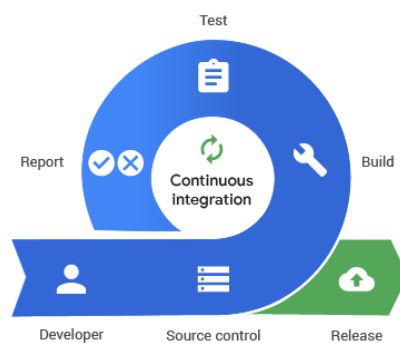 Test
Report
Continuous
integration
Build
Developer
Source control
Release